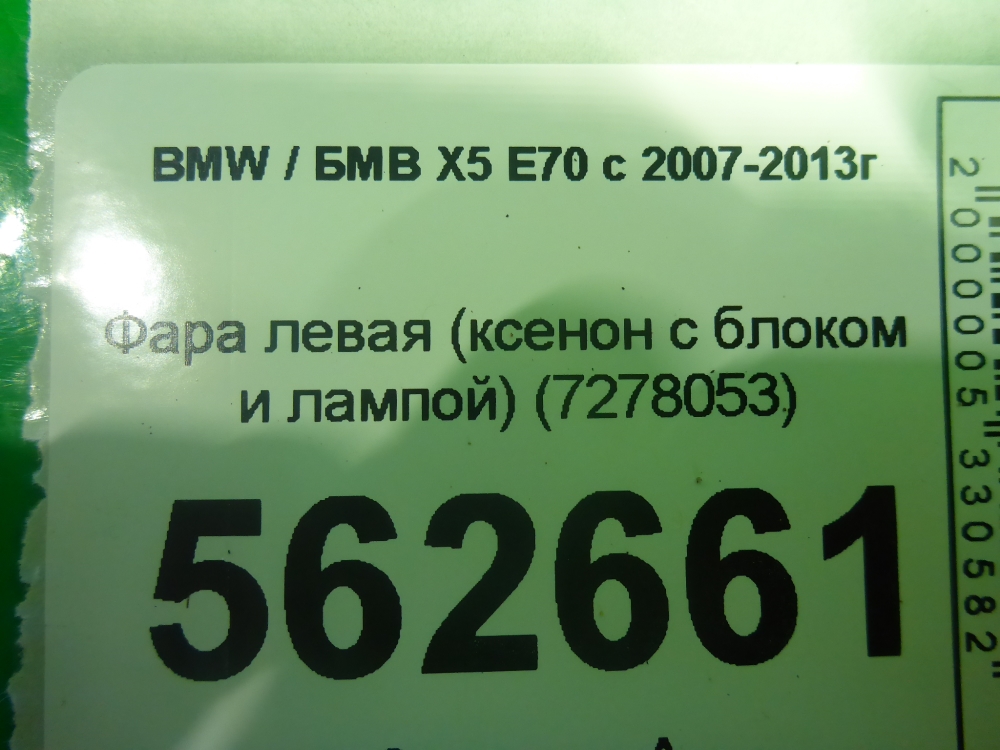 BMW / БМВ X5 E70 с 2007-2013г
Фара левая (ксенон с блоком
и лампой) (7278053)
562661
2000005330582